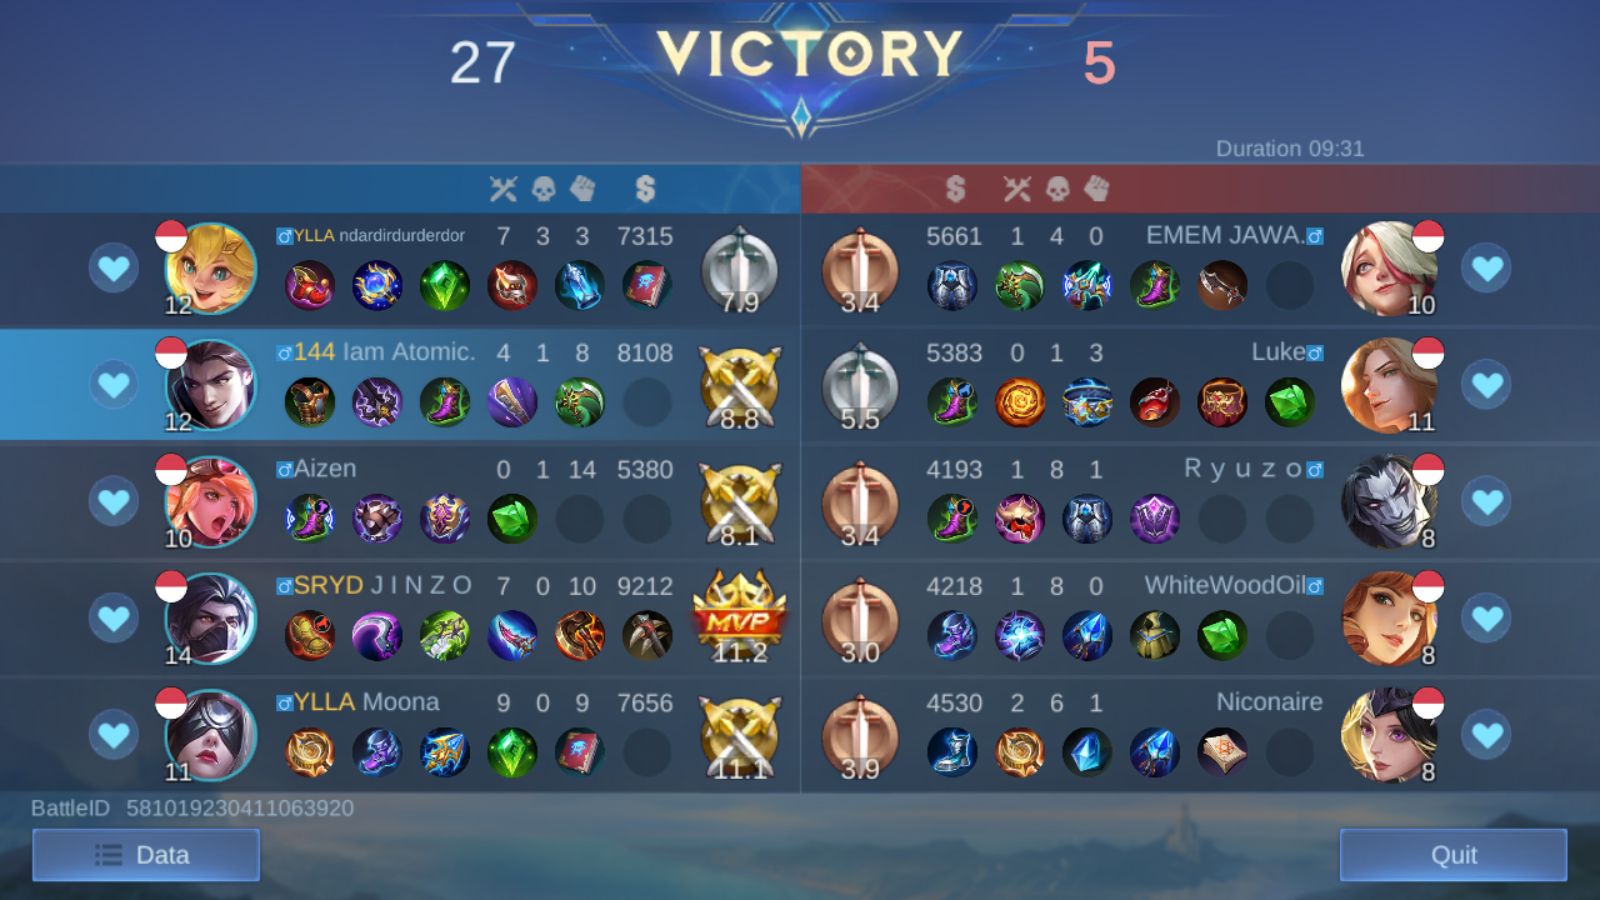 27 VICTORY 5
Duration 09:31
YLLA ndardirdurderdor 7 3 3 7315
12 7.9
3.4 5661 1 4 0 EMEM JAWA.
10
144 Iam Atomic. 4 1 8 8108
12 8.8
5.5 5383 0 1 3 Luke
11
Aizen 0 1 14 5380
10 8.1
3.4 4193 1 8 1 R y u z o
8
SRYD J I N Z O 7 0 10 9212
14 MVP 11.2
3.0 4218 1 8 0 WhiteWoodOil
8
YLLA Moona 9 0 9 7656
11 11.1
3.9 4530 2 6 1 Niconaire
8
BattleID 581019230411063920
Data
Quit